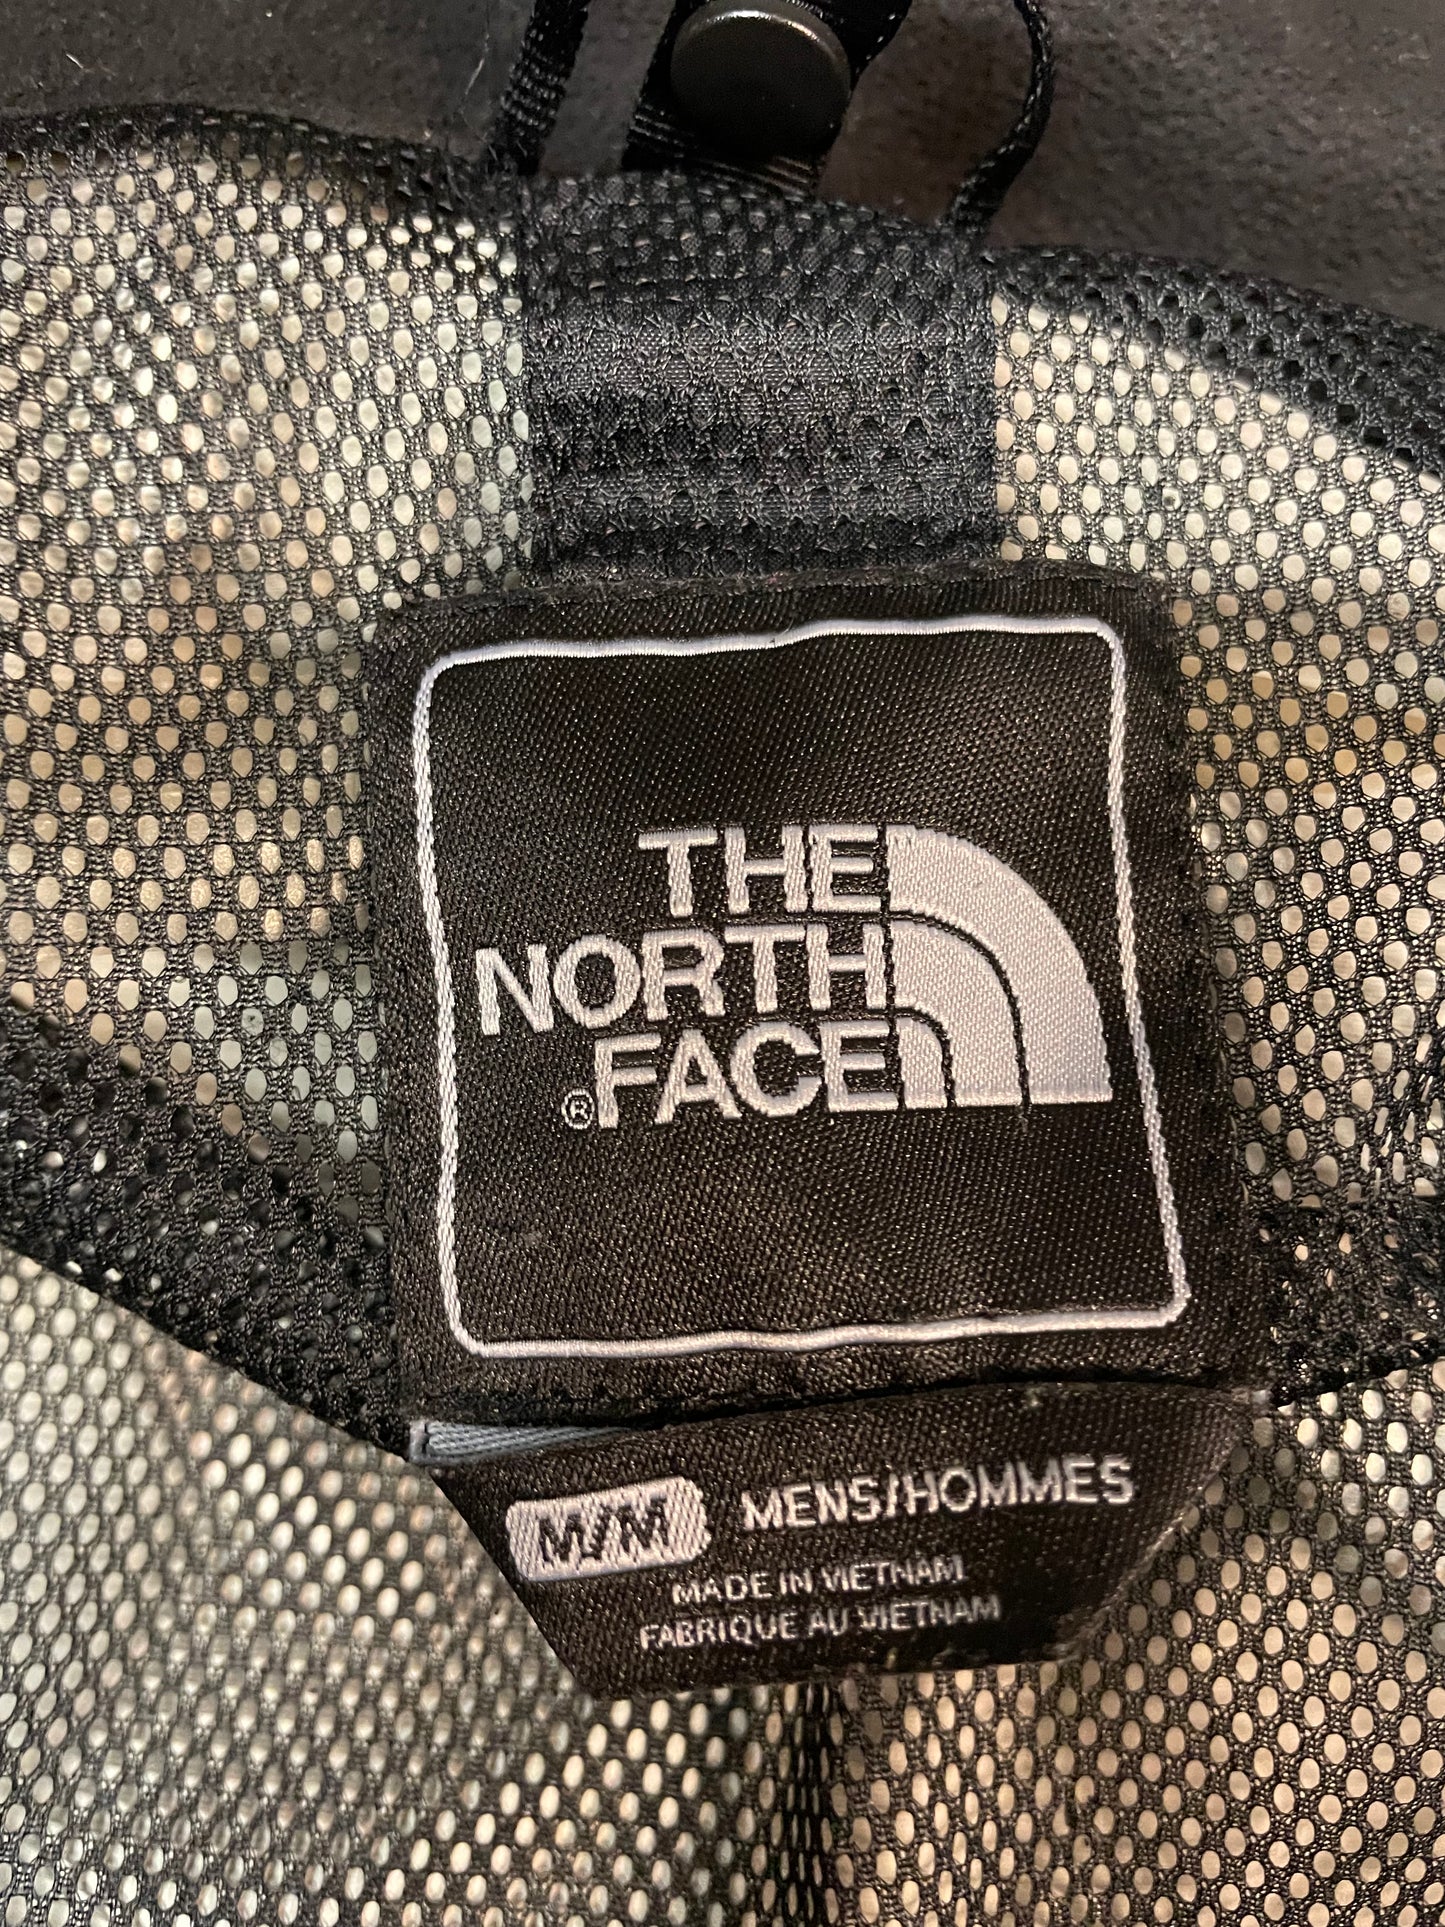 THE
NORTH
® FACE
M/M MENS/HOMMES
MADE IN VIETNAM
FABRIQUE AU VIETNAM